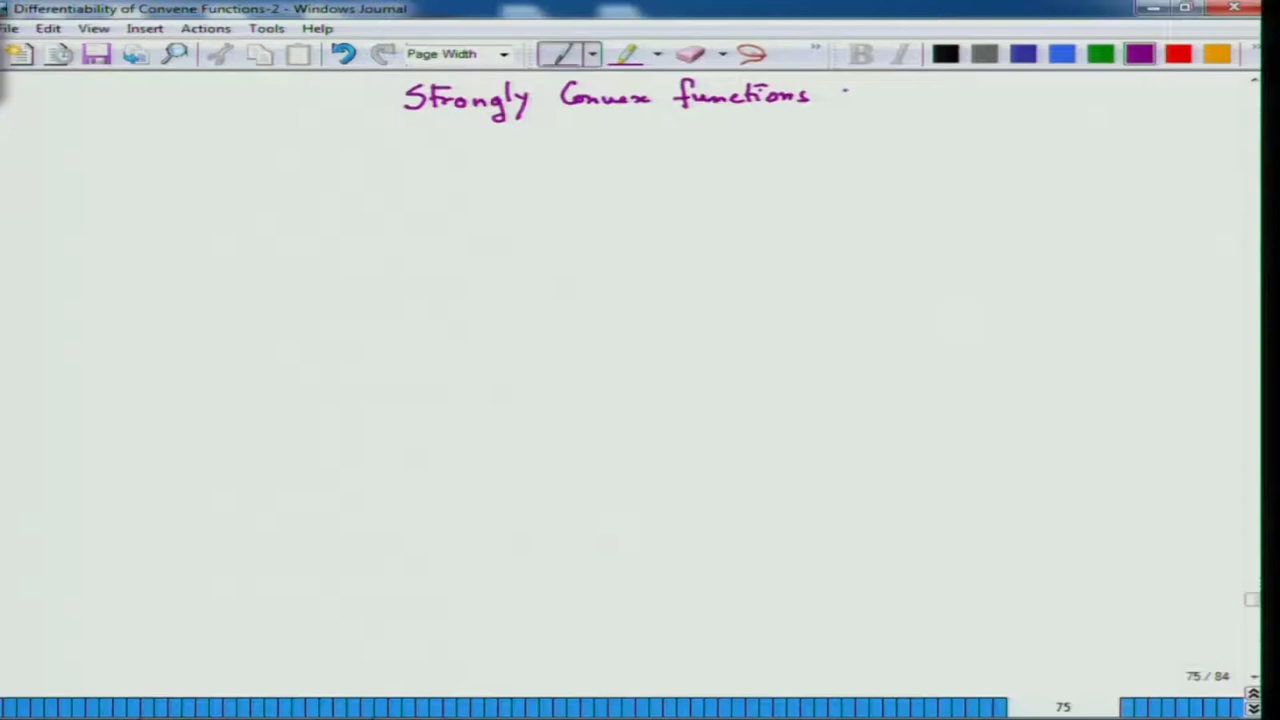 Differentiability of Convene Functions-2 - Windows Journal
File Edit View Insert Actions Tools Help
Page Width
B I
Strongly Convex functions
75 / 84
75